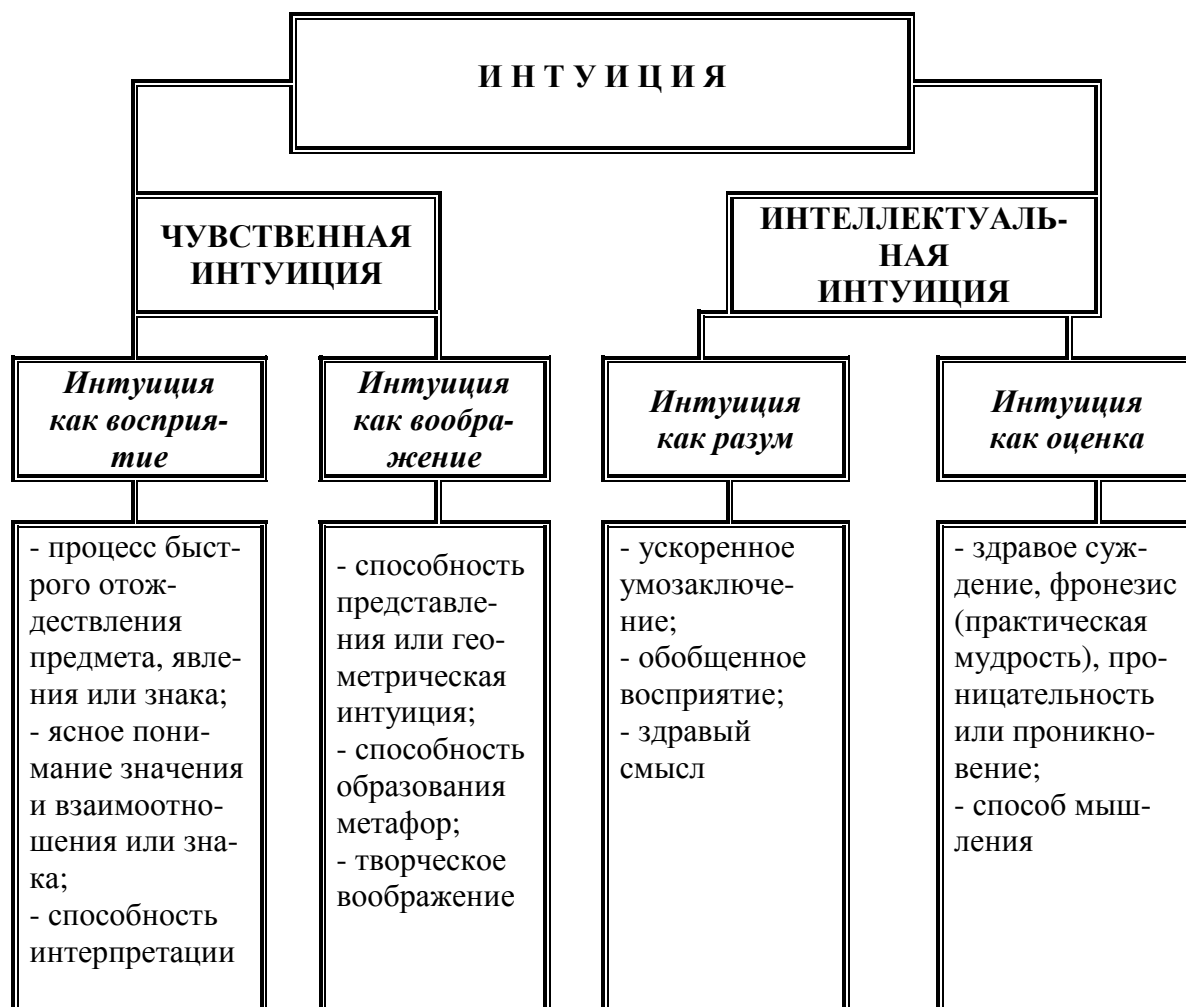 И Н Т У И Ц И Я
ЧУВСТВЕННАЯ
ИНТУИЦИЯ
ИНТЕЛЛЕКТУАЛЬ-
НАЯ
ИНТУИЦИЯ
Интуиция
как восприя-
тие
Интуиция
как вообра-
жение
Интуиция
как разум
Интуиция
как оценка
- процесс быст-
рого отож-
дествления
предмета, явле-
ния или знака;
- ясное пони-
мание значения
и взаимоотно-
шения или зна-
ка;
- способность
интерпретации
- способность
представле-
ния или гео-
метрическая
интуиция;
- способность
образования
метафор;
- творческое
воображение
- ускоренное
умозаключе-
ние;
- обобщенное
восприятие;
- здравый
смысл
- здравое суж-
дение, фронезис
(практическая
мудрость), про-
ницательность
или проникно-
вение;
- способ мыш-
ления